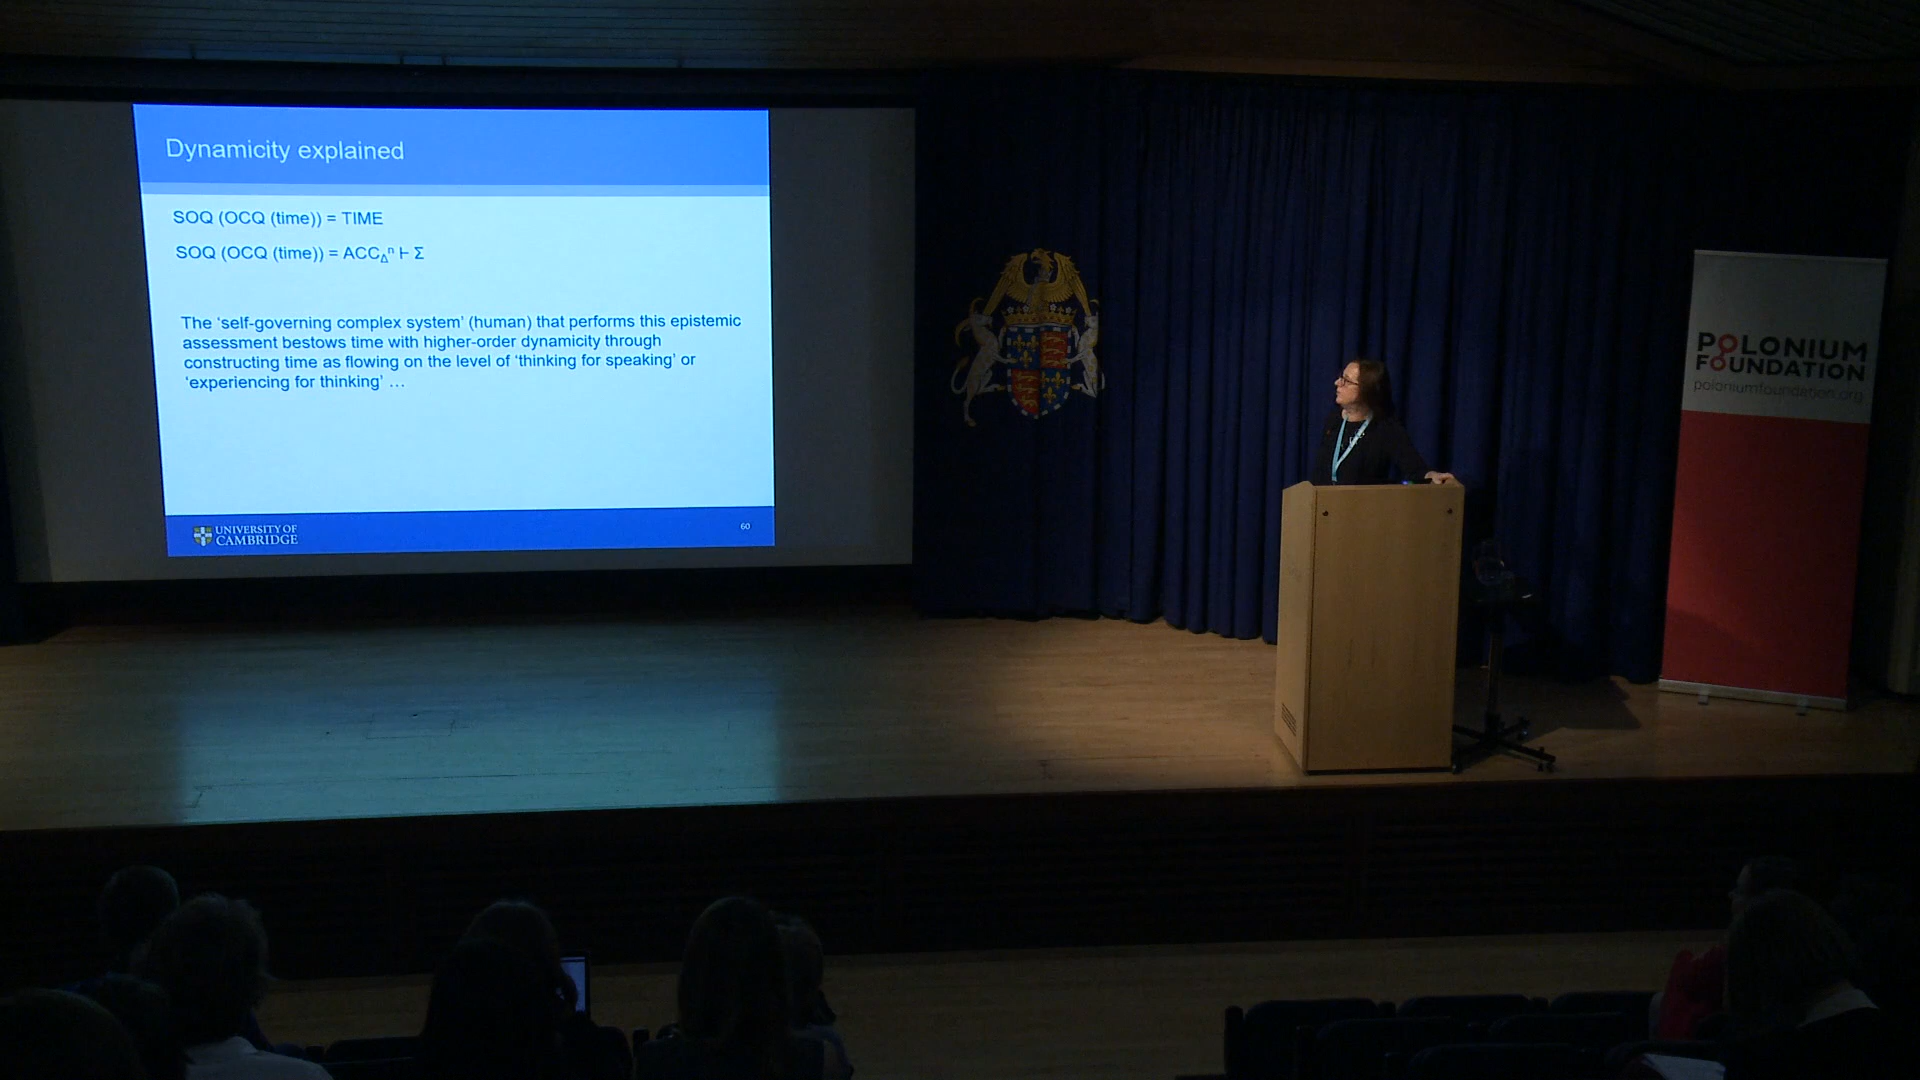 Dynamicity explained
SOQ (OCQ (time)) = TIME
SOQ (OCQ (time)) = ACC_Δ^n ⊢ Σ
The ‘self-governing complex system’ (human) that performs this epistemic
assessment bestows time with higher-order dynamicity through
constructing time as flowing on the level of ‘thinking for speaking’ or
‘experiencing for thinking’ …
UNIVERSITY OF
CAMBRIDGE
60
POLONIUM
FOUNDATION
poloniumfoundation.org